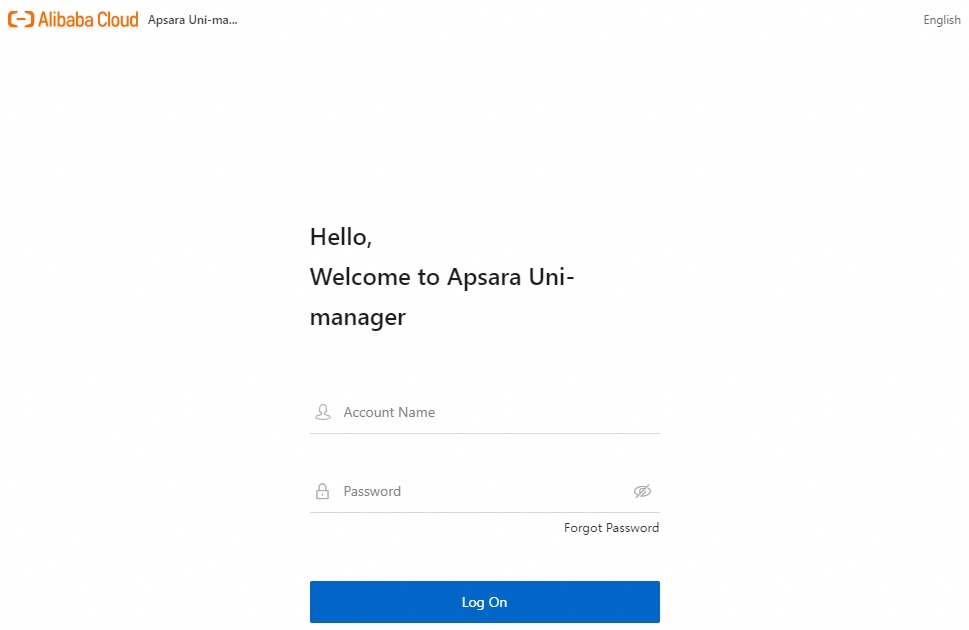 Alibaba Cloud Apsara Uni-ma...
English
Hello,
Welcome to Apsara Uni-
manager
Account Name
Password
Forgot Password
Log On